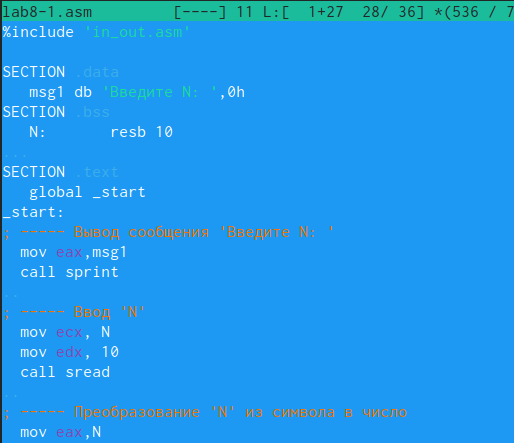 lab8-1.asm [----] 11 L:[ 1+27 28/ 36] *(536 / 7
%include 'in_out.asm'
SECTION .data
msg1 db 'Введите N: ',0h
SECTION .bss
N: resb 10
...
SECTION .text
global _start
_start:
; ----- Вывод сообщения 'Введите N: '
mov eax,msg1
call sprint
..
; ----- Ввод 'N'
mov ecx, N
mov edx, 10
call sread
..
; ----- Преобразование 'N' из символа в число
mov eax,N